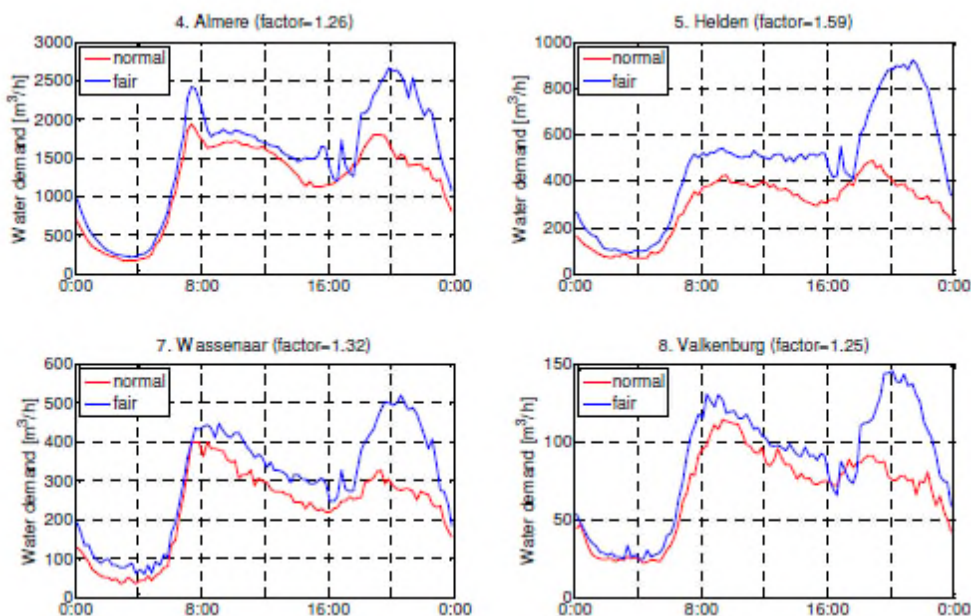 4. Almere (factor=1.26)
Water demand [m³/h]
3000
2500
2000
1500
1000
500
0
normal
fair
0:00 8:00 16:00 0:00
5. Helden (factor=1.59)
Water demand [m³/h]
1000
800
600
400
200
0
normal
fair
0:00 8:00 16:00 0:00
7. Wassenaar (factor=1.32)
Water demand [m³/h]
600
500
400
300
200
100
0
normal
fair
0:00 8:00 16:00 0:00
8. Valkenburg (factor=1.25)
Water demand [m³/h]
150
100
50
0
normal
fair
0:00 8:00 16:00 0:00